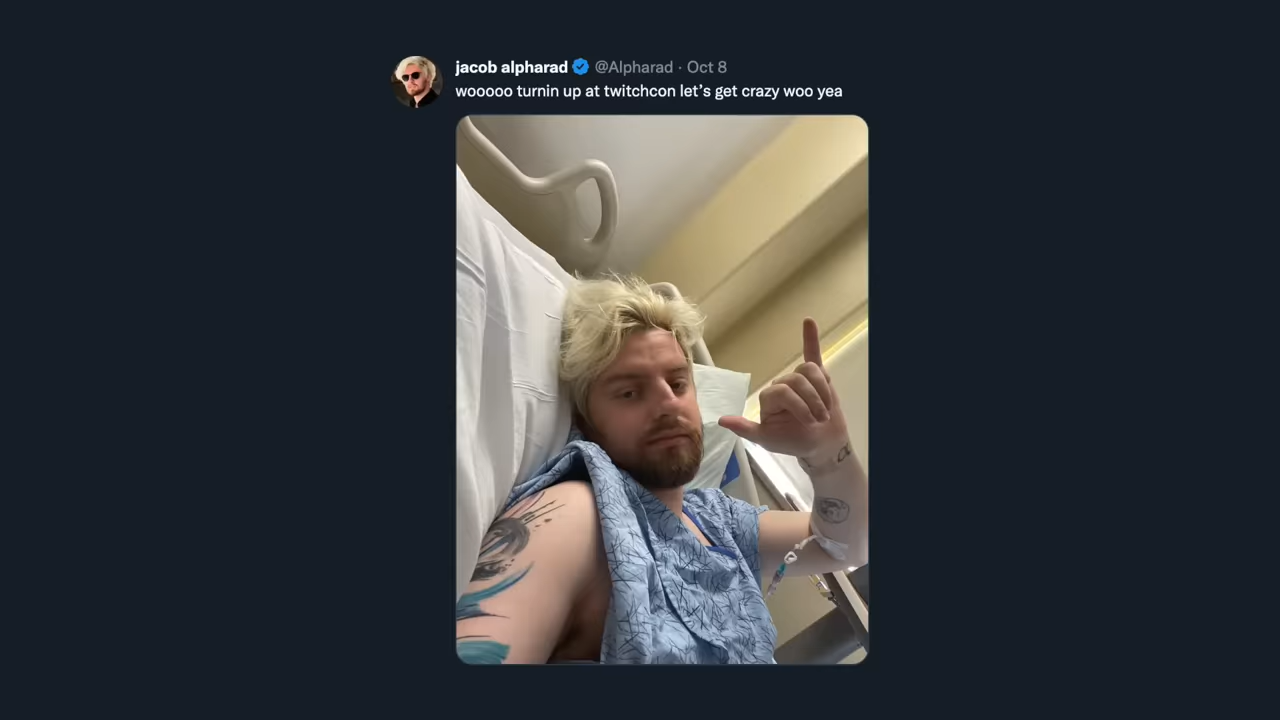 jacob alpharad @Alpharad · Oct 8
wooooo turnin up at twitchcon let's get crazy woo yea